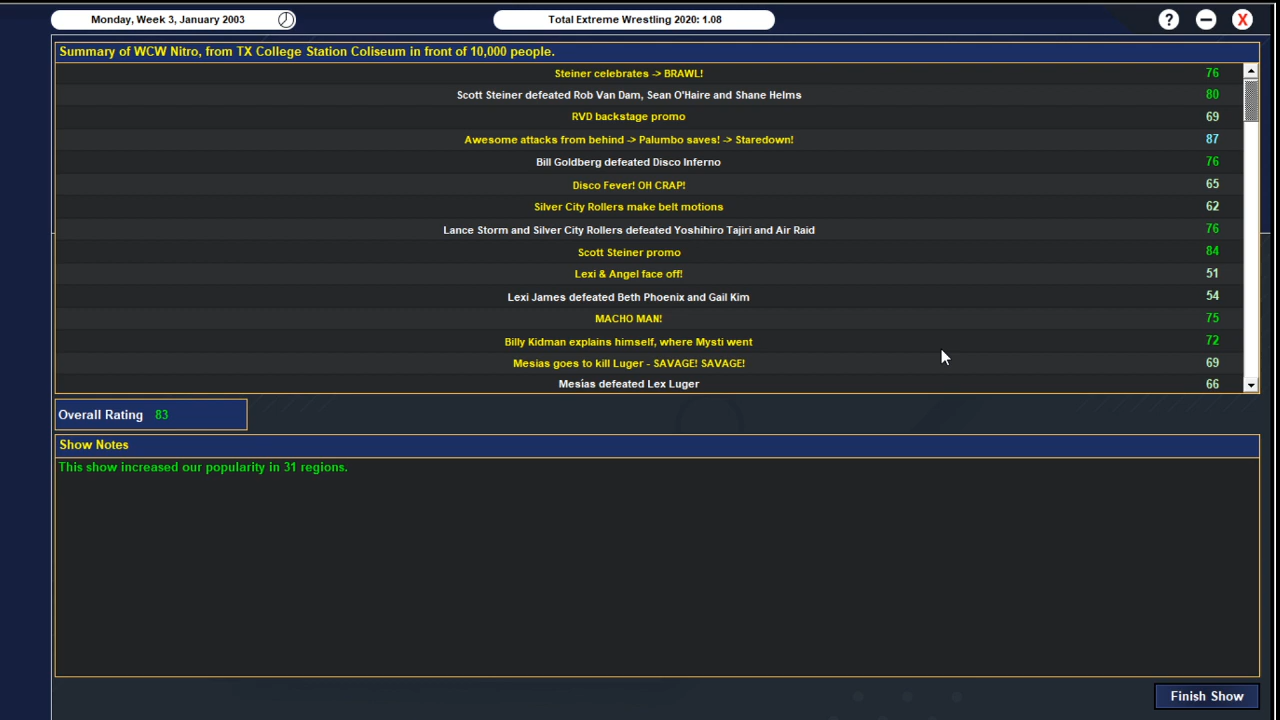 Monday, Week 3, January 2003
Total Extreme Wrestling 2020: 1.08
?
X
Summary of WCW Nitro, from TX College Station Coliseum in front of 10,000 people.
Steiner celebrates -> BRAWL! 76
Scott Steiner defeated Rob Van Dam, Sean O'Haire and Shane Helms 80
RVD backstage promo 69
Awesome attacks from behind -> Palumbo saves! -> Staredown! 87
Bill Goldberg defeated Disco Inferno 76
Disco Fever! OH CRAP! 65
Silver City Rollers make belt motions 62
Lance Storm and Silver City Rollers defeated Yoshihiro Tajiri and Air Raid 76
Scott Steiner promo 84
Lexi & Angel face off! 51
Lexi James defeated Beth Phoenix and Gail Kim 54
MACHO MAN! 75
Billy Kidman explains himself, where Mysti went 72
Mesias goes to kill Luger - SAVAGE! SAVAGE! 69
Mesias defeated Lex Luger 66
Overall Rating 83
Show Notes
This show increased our popularity in 31 regions.
Finish Show